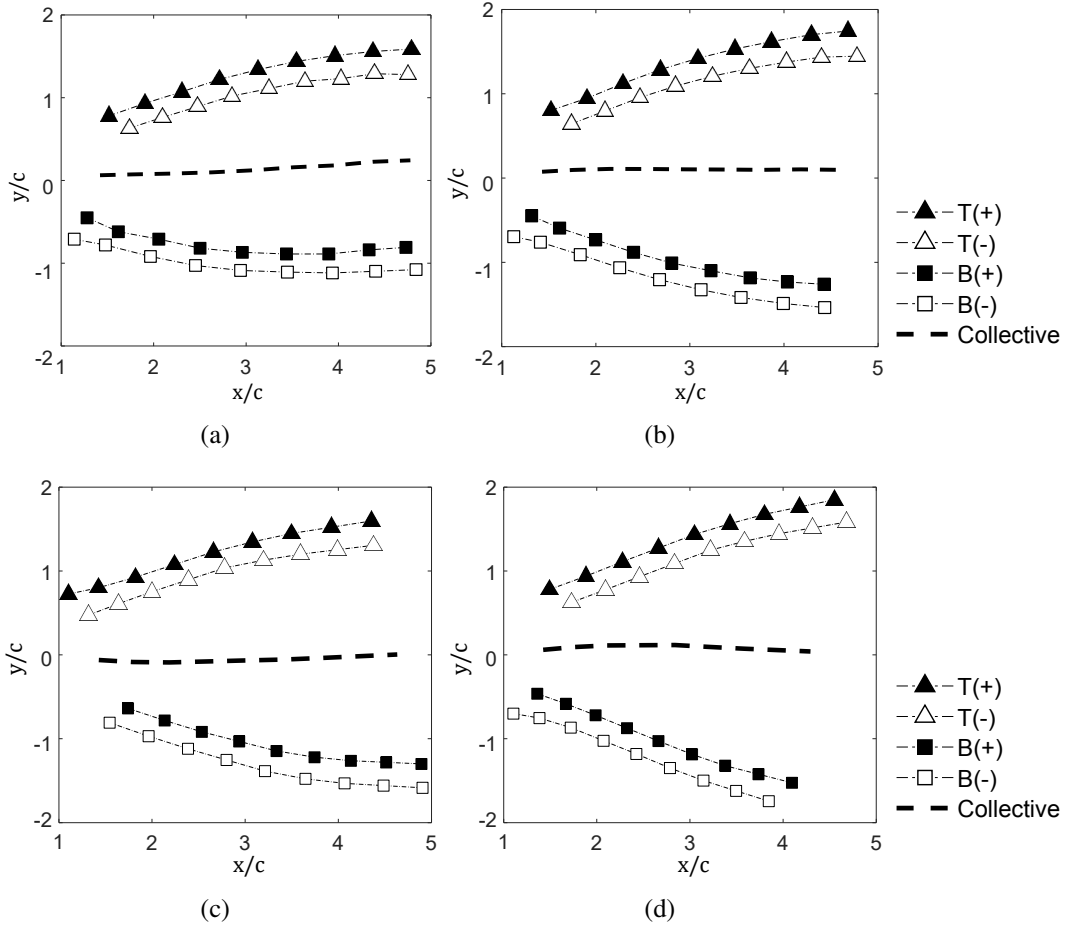 2
1
0
-1
-2
y/c
1
2
3
4
5
x/c
(a)
2
1
0
-1
-2
y/c
1
2
3
4
5
x/c
(b)
T(+)
T(-)
B(+)
B(-)
Collective
2
1
0
-1
-2
y/c
1
2
3
4
5
x/c
(c)
2
1
0
-1
-2
y/c
1
2
3
4
5
x/c
(d)
T(+)
T(-)
B(+)
B(-)
Collective